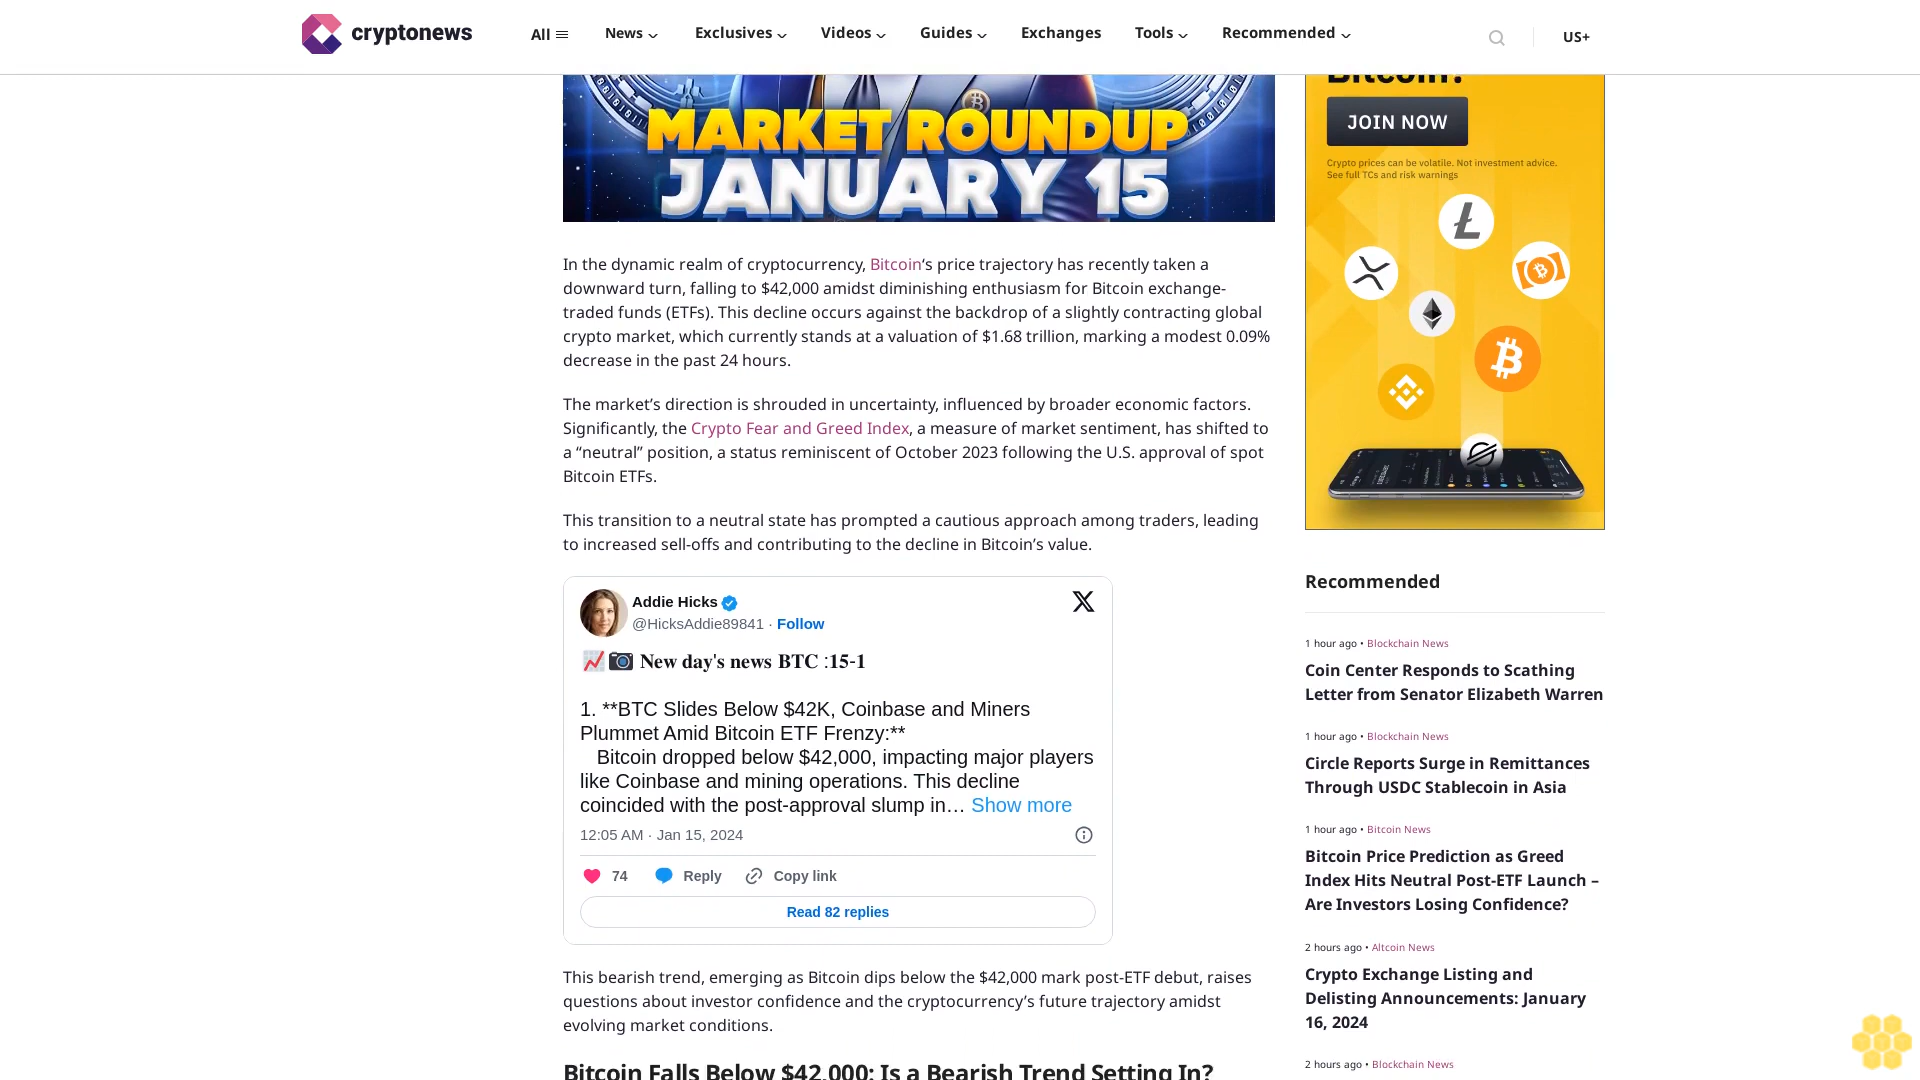 cryptonews
All
News
Exclusives
Videos
Guides
Exchanges
Tools
Recommended
US+
MARKET ROUNDUP
JANUARY 15
In the dynamic realm of cryptocurrency, Bitcoin‘s price trajectory has recently taken a
downward turn, falling to $42,000 amidst diminishing enthusiasm for Bitcoin exchange-
traded funds (ETFs). This decline occurs against the backdrop of a slightly contracting global
crypto market, which currently stands at a valuation of $1.68 trillion, marking a modest 0.09%
decrease in the past 24 hours.
The market’s direction is shrouded in uncertainty, influenced by broader economic factors.
Significantly, the Crypto Fear and Greed Index, a measure of market sentiment, has shifted to
a “neutral” position, a status reminiscent of October 2023 following the U.S. approval of spot
Bitcoin ETFs.
This transition to a neutral state has prompted a cautious approach among traders, leading
to increased sell-offs and contributing to the decline in Bitcoin’s value.
Addie Hicks
@HicksAddie89841 · Follow
📈📷 𝐍𝐞𝐰 𝐝𝐚𝐲'𝐬 𝐧𝐞𝐰𝐬 𝐁𝐓𝐂 :𝟏𝟓-𝟏
1. **BTC Slides Below $42K, Coinbase and Miners
Plummet Amid Bitcoin ETF Frenzy:**
Bitcoin dropped below $42,000, impacting major players
like Coinbase and mining operations. This decline
coincided with the post-approval slump in… Show more
12:05 AM · Jan 15, 2024
74
Reply
Copy link
Read 82 replies
This bearish trend, emerging as Bitcoin dips below the $42,000 mark post-ETF debut, raises
questions about investor confidence and the cryptocurrency’s future trajectory amidst
evolving market conditions.
Bitcoin Falls Below $42,000: Is a Bearish Trend Setting In?
Bitcoin?
JOIN NOW
Crypto prices can be volatile. Not investment advice.
See full TCs and risk warnings
Recommended
1 hour ago • Blockchain News
Coin Center Responds to Scathing
Letter from Senator Elizabeth Warren
1 hour ago • Blockchain News
Circle Reports Surge in Remittances
Through USDC Stablecoin in Asia
1 hour ago • Bitcoin News
Bitcoin Price Prediction as Greed
Index Hits Neutral Post-ETF Launch –
Are Investors Losing Confidence?
2 hours ago • Altcoin News
Crypto Exchange Listing and
Delisting Announcements: January
16, 2024
2 hours ago • Blockchain News